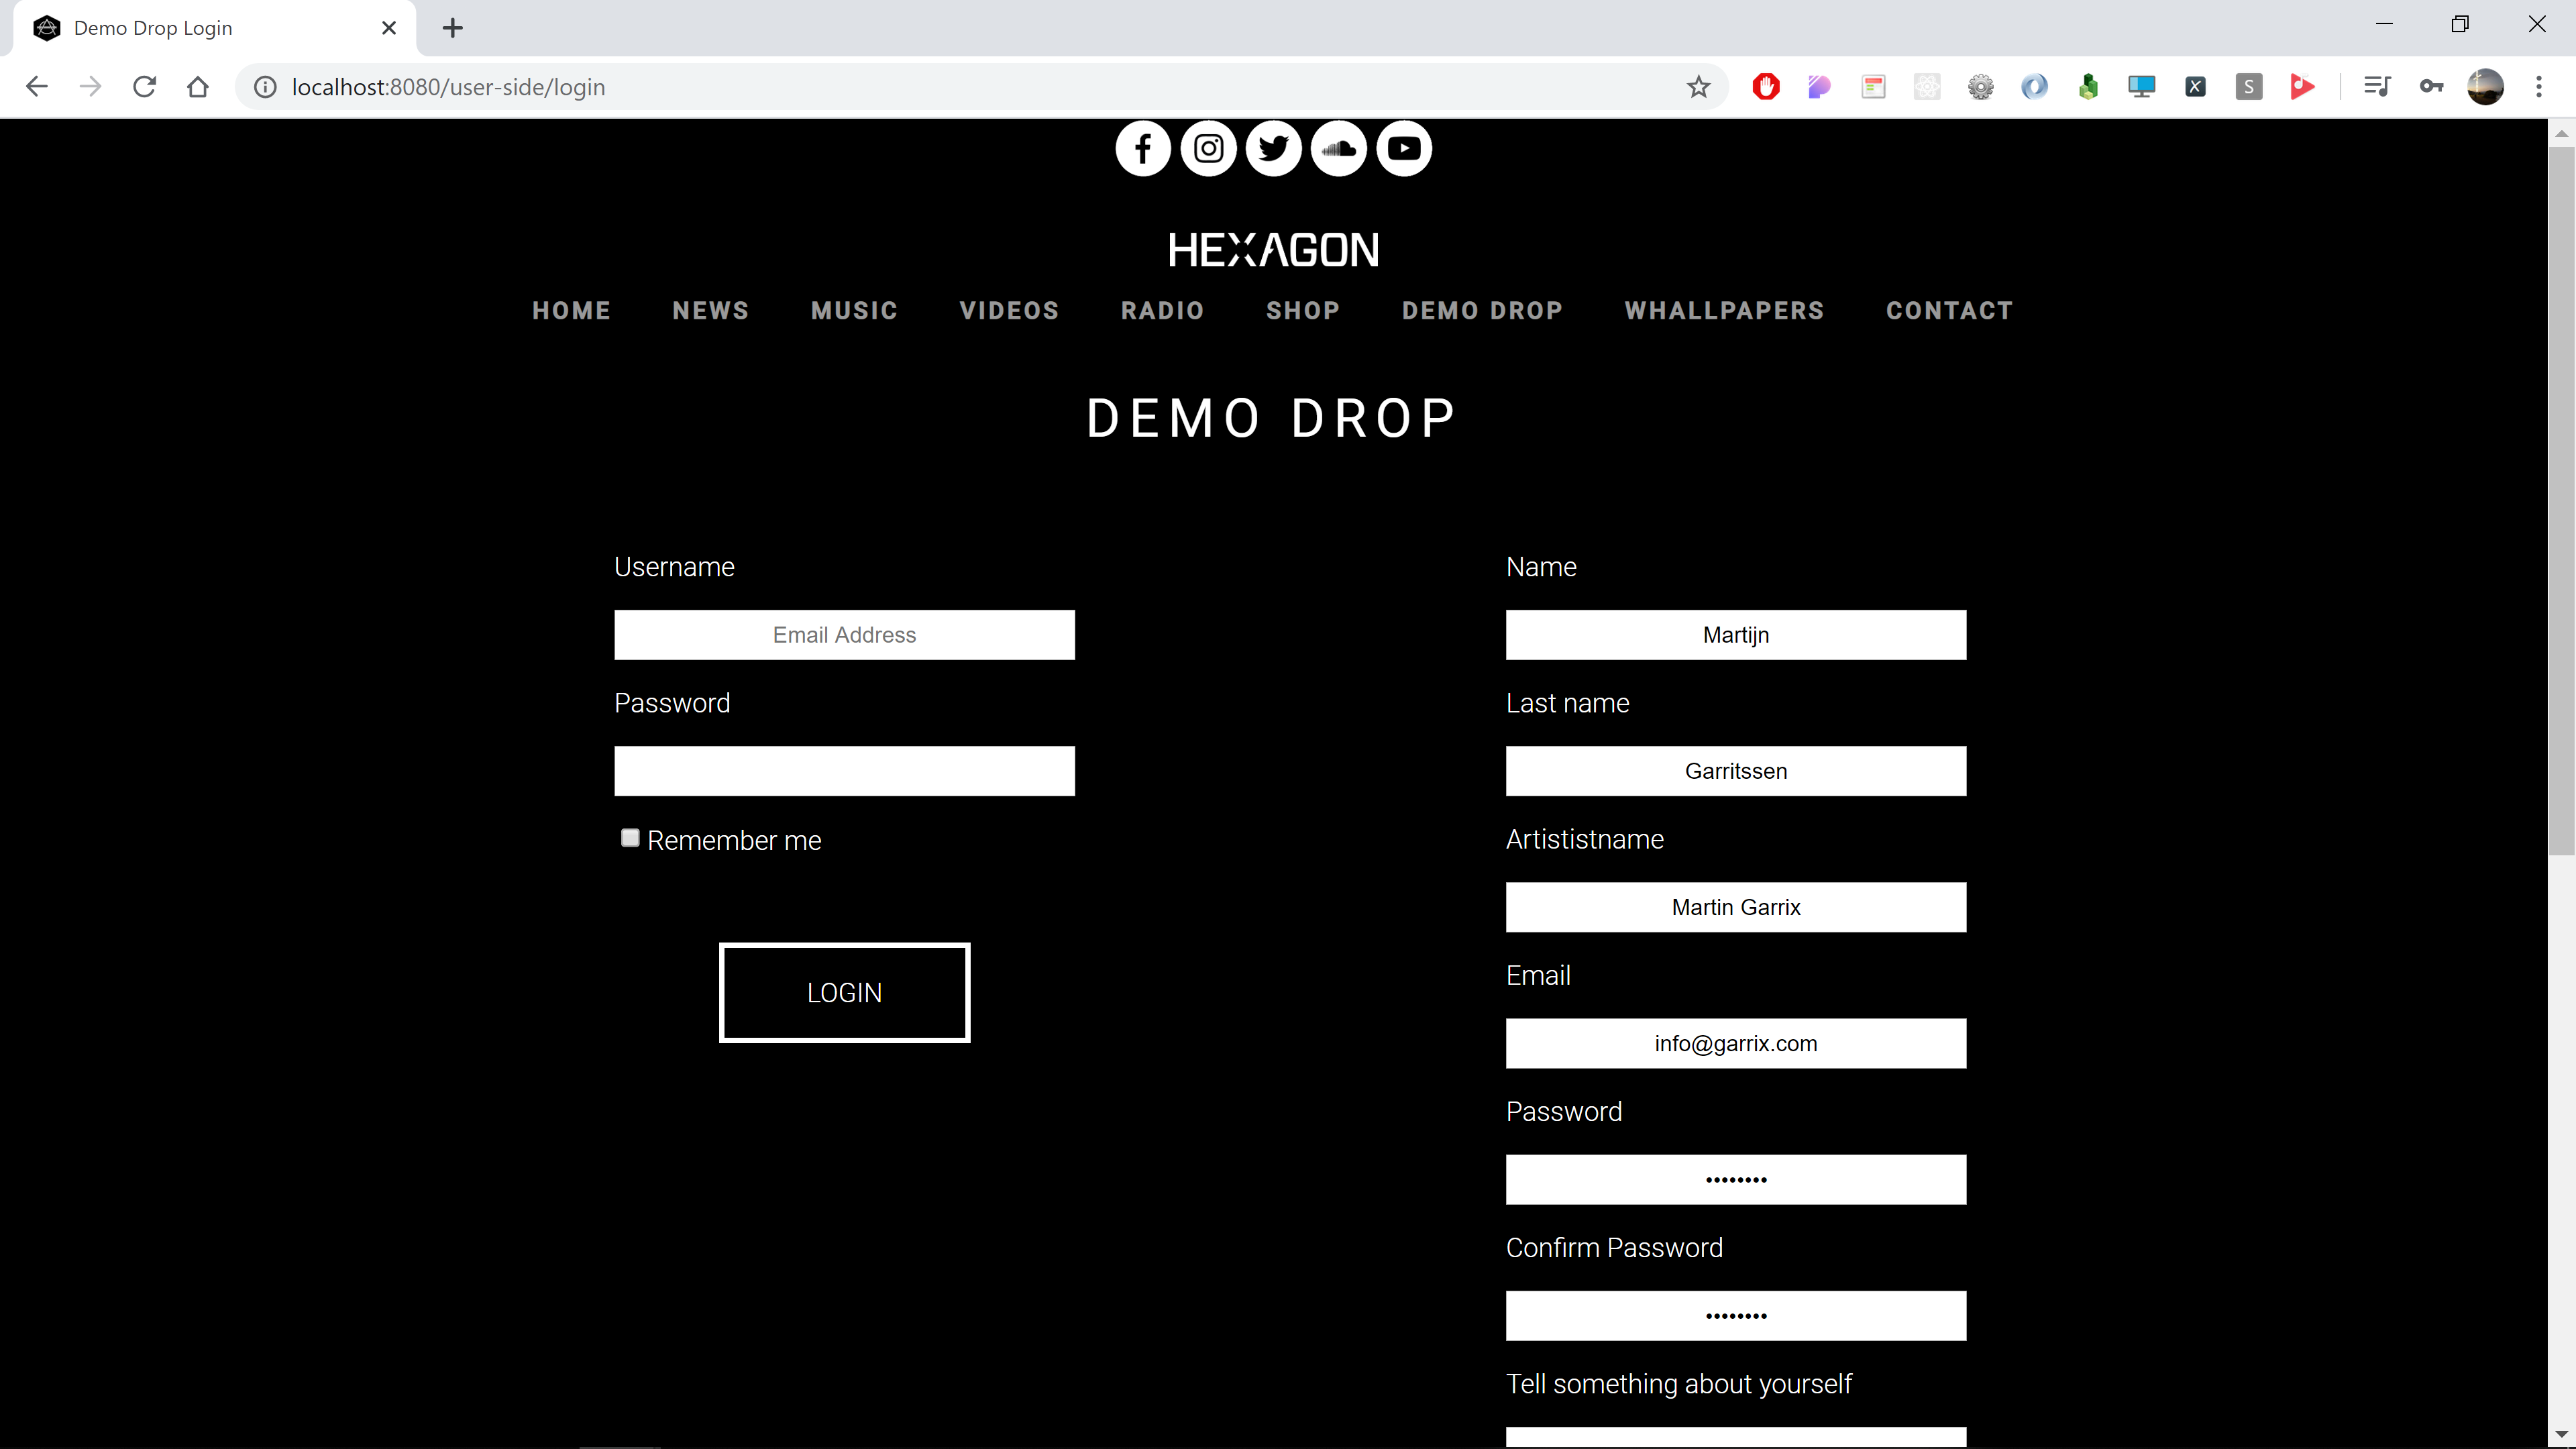 Demo Drop Login
localhost:8080/user-side/login
HEXAGON
HOME NEWS MUSIC VIDEOS RADIO SHOP DEMO DROP WHALLPAPERS CONTACT
DEMO DROP
Username
Email Address
Password
Remember me
LOGIN
Name
Martijn
Last name
Garritssen
Artististname
Martin Garrix
Email
info@garrix.com
Password
••••••••
Confirm Password
••••••••
Tell something about yourself